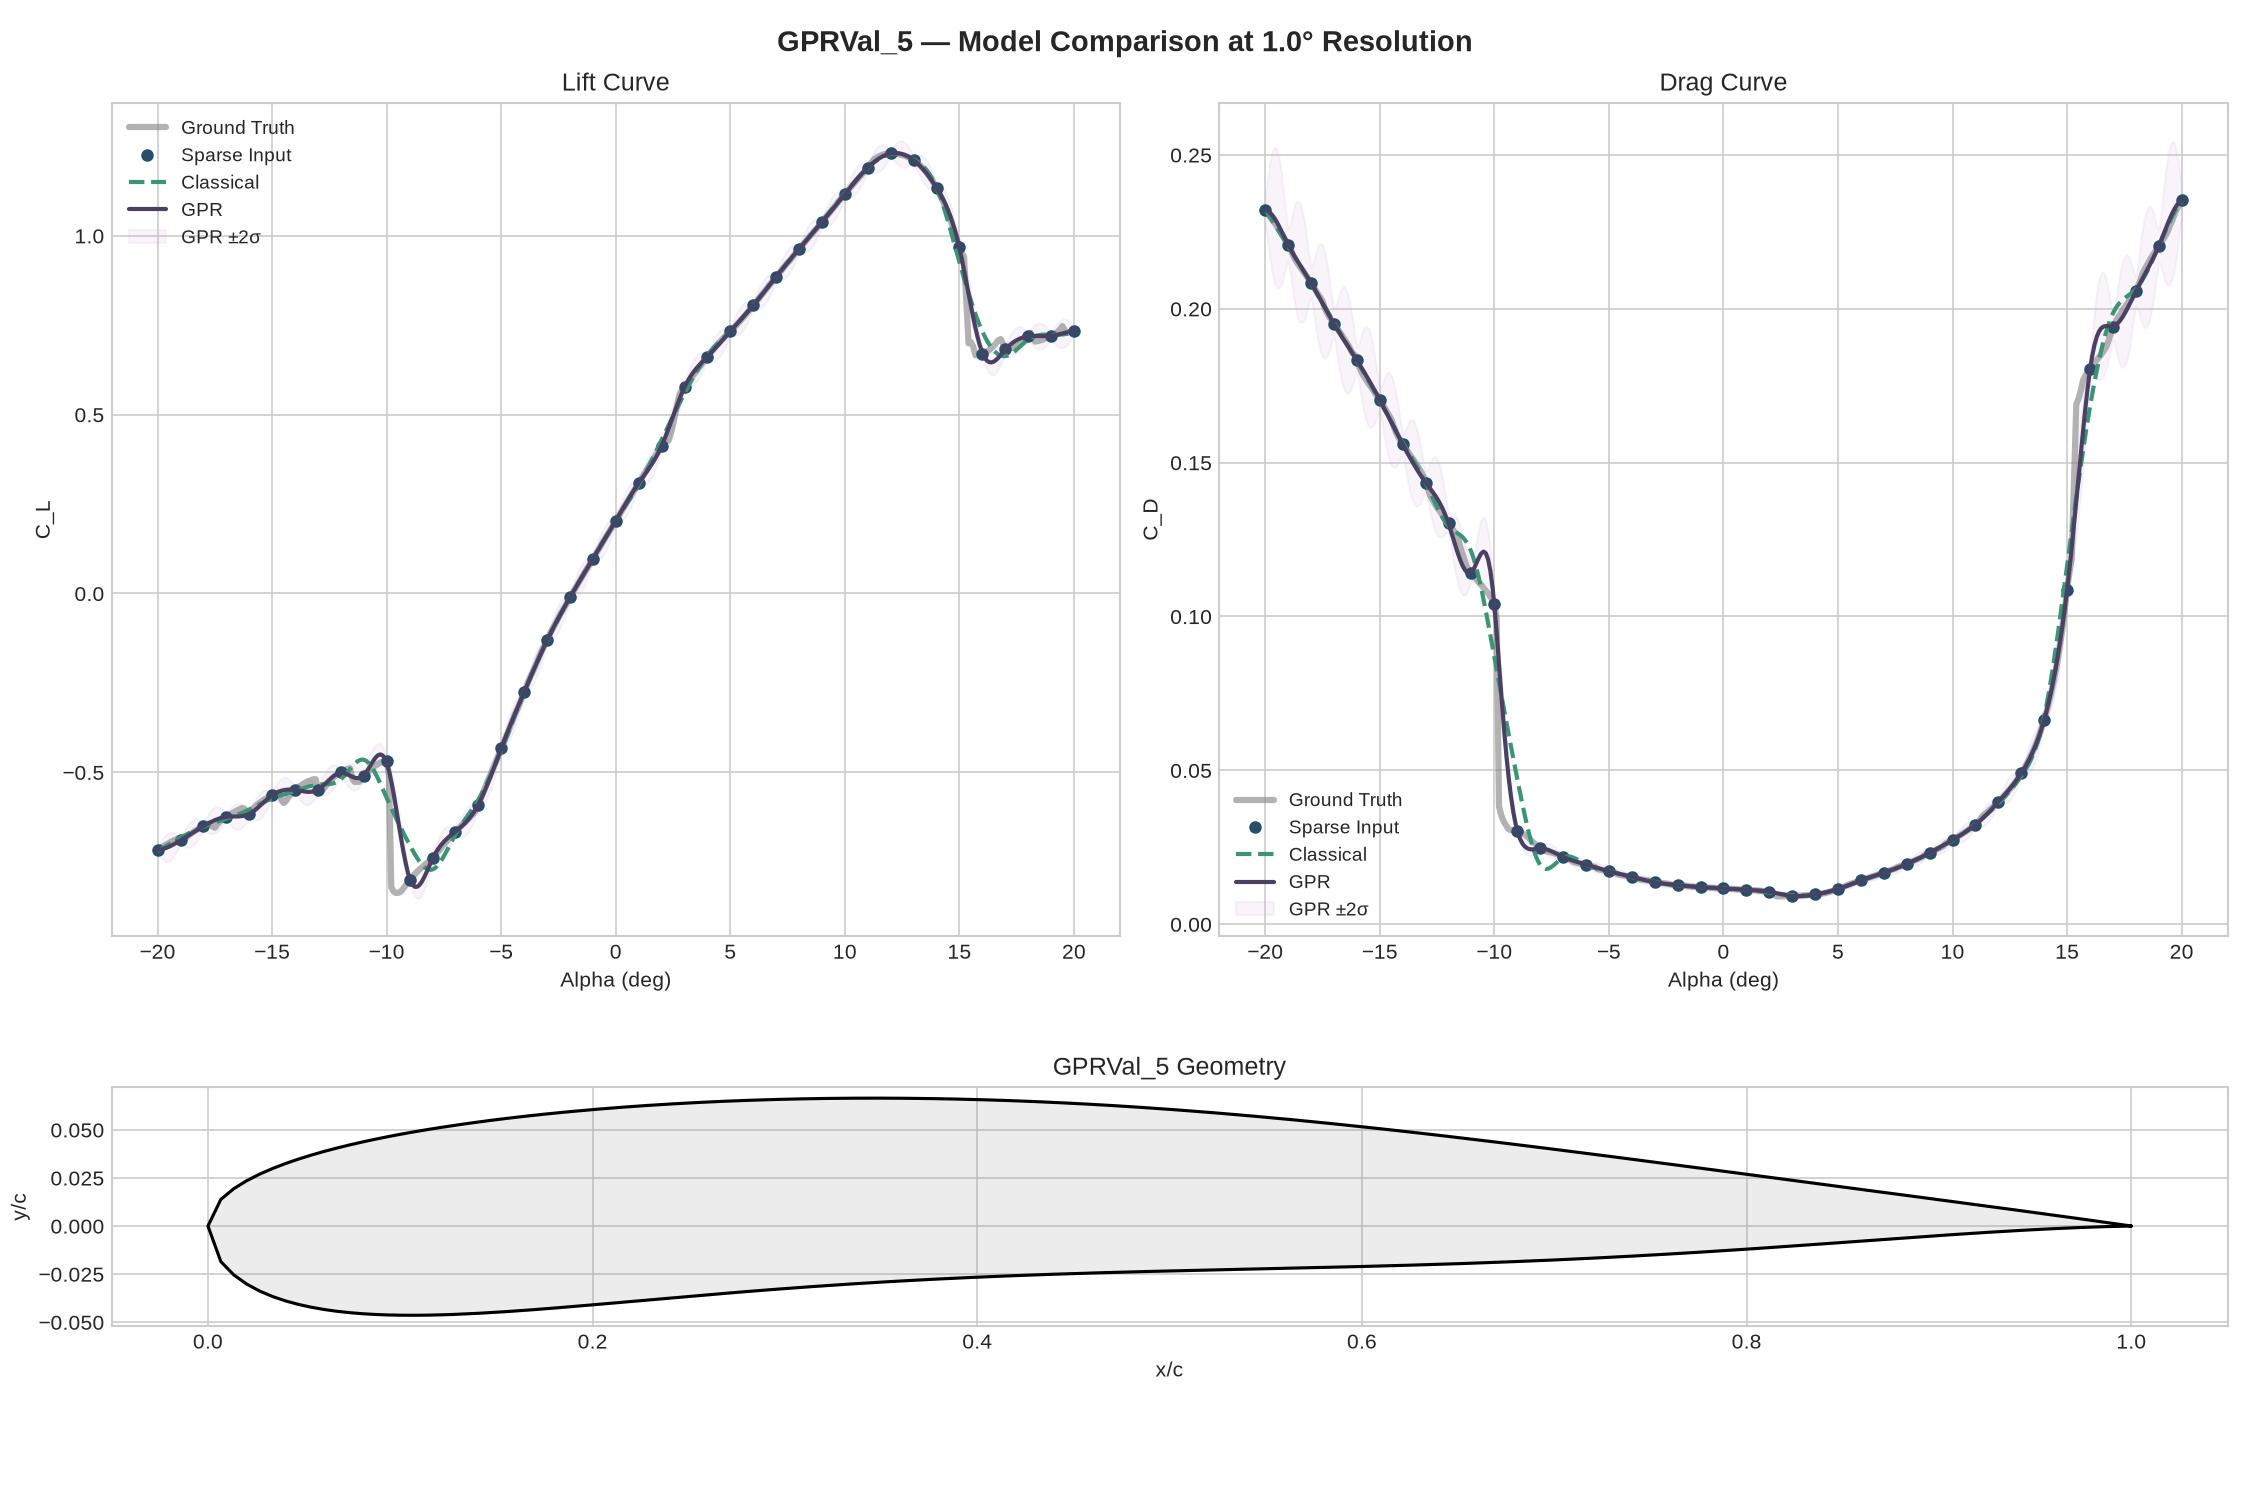 GPRVal_5 — Model Comparison at 1.0° Resolution
Lift Curve
Ground Truth
Sparse Input
Classical
GPR
GPR ±2σ
1.0
0.5
0.0
−0.5
C_L
−20 −15 −10 −5 0 5 10 15 20
Alpha (deg)
Drag Curve
0.25
0.20
0.15
0.10
0.05
0.00
C_D
Ground Truth
Sparse Input
Classical
GPR
GPR ±2σ
−20 −15 −10 −5 0 5 10 15 20
Alpha (deg)
GPRVal_5 Geometry
0.050
0.025
0.000
−0.025
−0.050
y/c
0.0 0.2 0.4 0.6 0.8 1.0
x/c